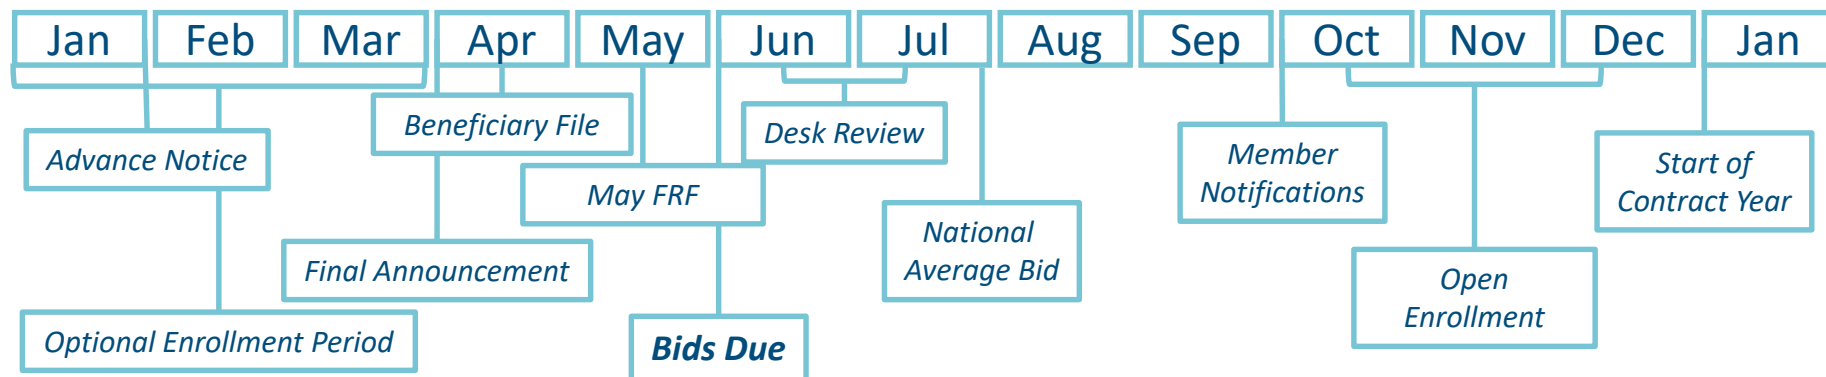 Jan Feb Mar Apr May Jun Jul Aug Sep Oct Nov Dec Jan
Beneficiary File
Desk Review
Advance Notice
Member
Notifications
Start of
Contract Year
May FRF
National
Average Bid
Final Announcement
Open
Enrollment
Optional Enrollment Period
Bids Due